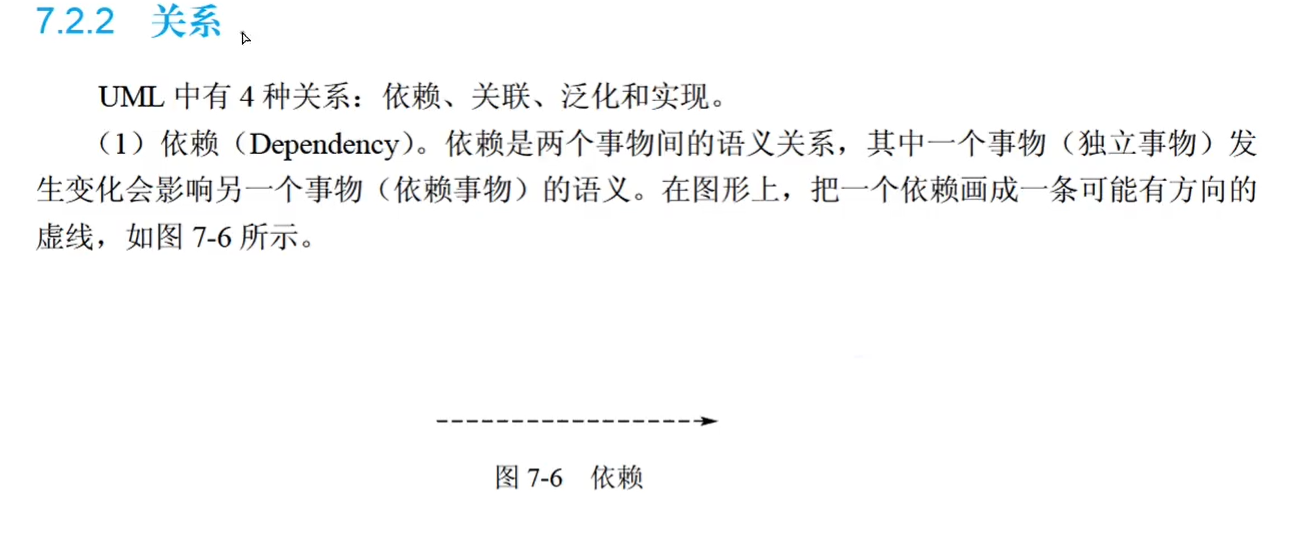 7.2.2 关系
UML 中有 4 种关系：依赖、关联、泛化和实现。
（1）依赖（Dependency）。依赖是两个事物间的语义关系，其中一个事物（独立事物）发
生变化会影响另一个事物（依赖事物）的语义。在图形上，把一个依赖画成一条可能有方向的
虚线，如图 7-6 所示。
图 7-6 依赖